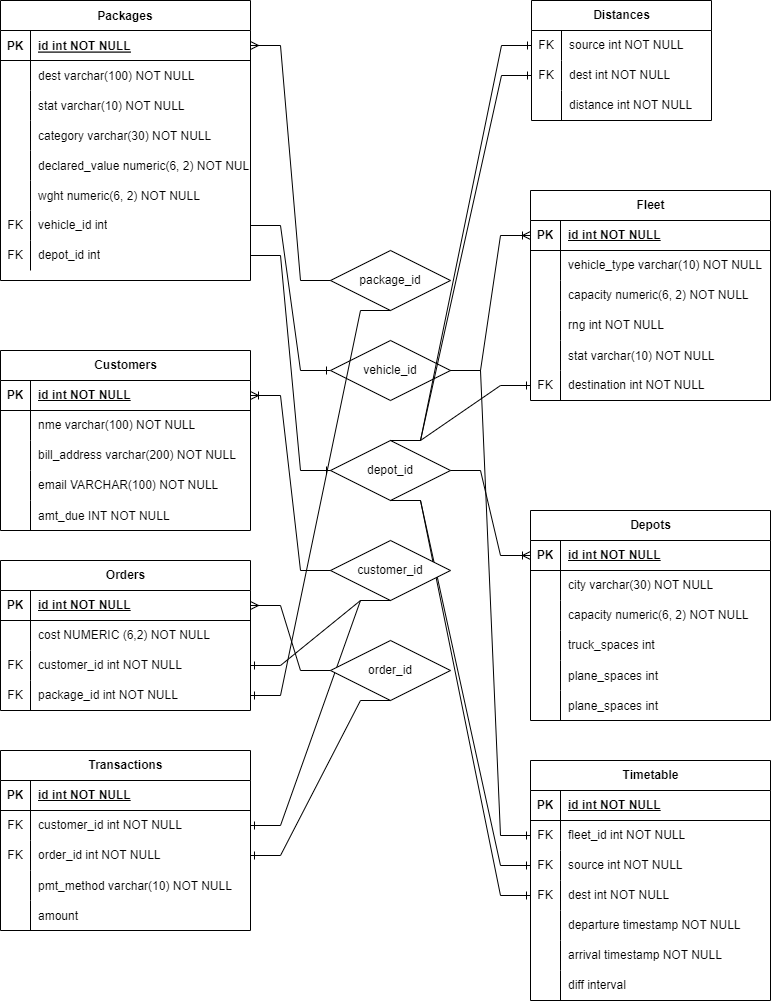 Packages
PK id int NOT NULL
dest varchar(100) NOT NULL
stat varchar(10) NOT NULL
category varchar(30) NOT NULL
declared_value numeric(6, 2) NOT NUL
wght numeric(6, 2) NOT NULL
FK vehicle_id int
FK depot_id int
Customers
PK id int NOT NULL
nme varchar(100) NOT NULL
bill_address varchar(200) NOT NULL
email VARCHAR(100) NOT NULL
amt_due INT NOT NULL
Orders
PK id int NOT NULL
cost NUMERIC (6,2) NOT NULL
FK customer_id int NOT NULL
FK package_id int NOT NULL
Transactions
PK id int NOT NULL
FK customer_id int NOT NULL
FK order_id int NOT NULL
pmt_method varchar(10) NOT NULL
amount
package_id
vehicle_id
depot_id
customer_id
order_id
Distances
FK source int NOT NULL
FK dest int NOT NULL
distance int NOT NULL
Fleet
PK id int NOT NULL
vehicle_type varchar(10) NOT NULL
capacity numeric(6, 2) NOT NULL
rng int NOT NULL
stat varchar(10) NOT NULL
FK destination int NOT NULL
Depots
PK id int NOT NULL
city varchar(30) NOT NULL
capacity numeric(6, 2) NOT NULL
truck_spaces int
plane_spaces int
plane_spaces int
Timetable
PK id int NOT NULL
FK fleet_id int NOT NULL
FK source int NOT NULL
FK dest int NOT NULL
departure timestamp NOT NULL
arrival timestamp NOT NULL
diff interval